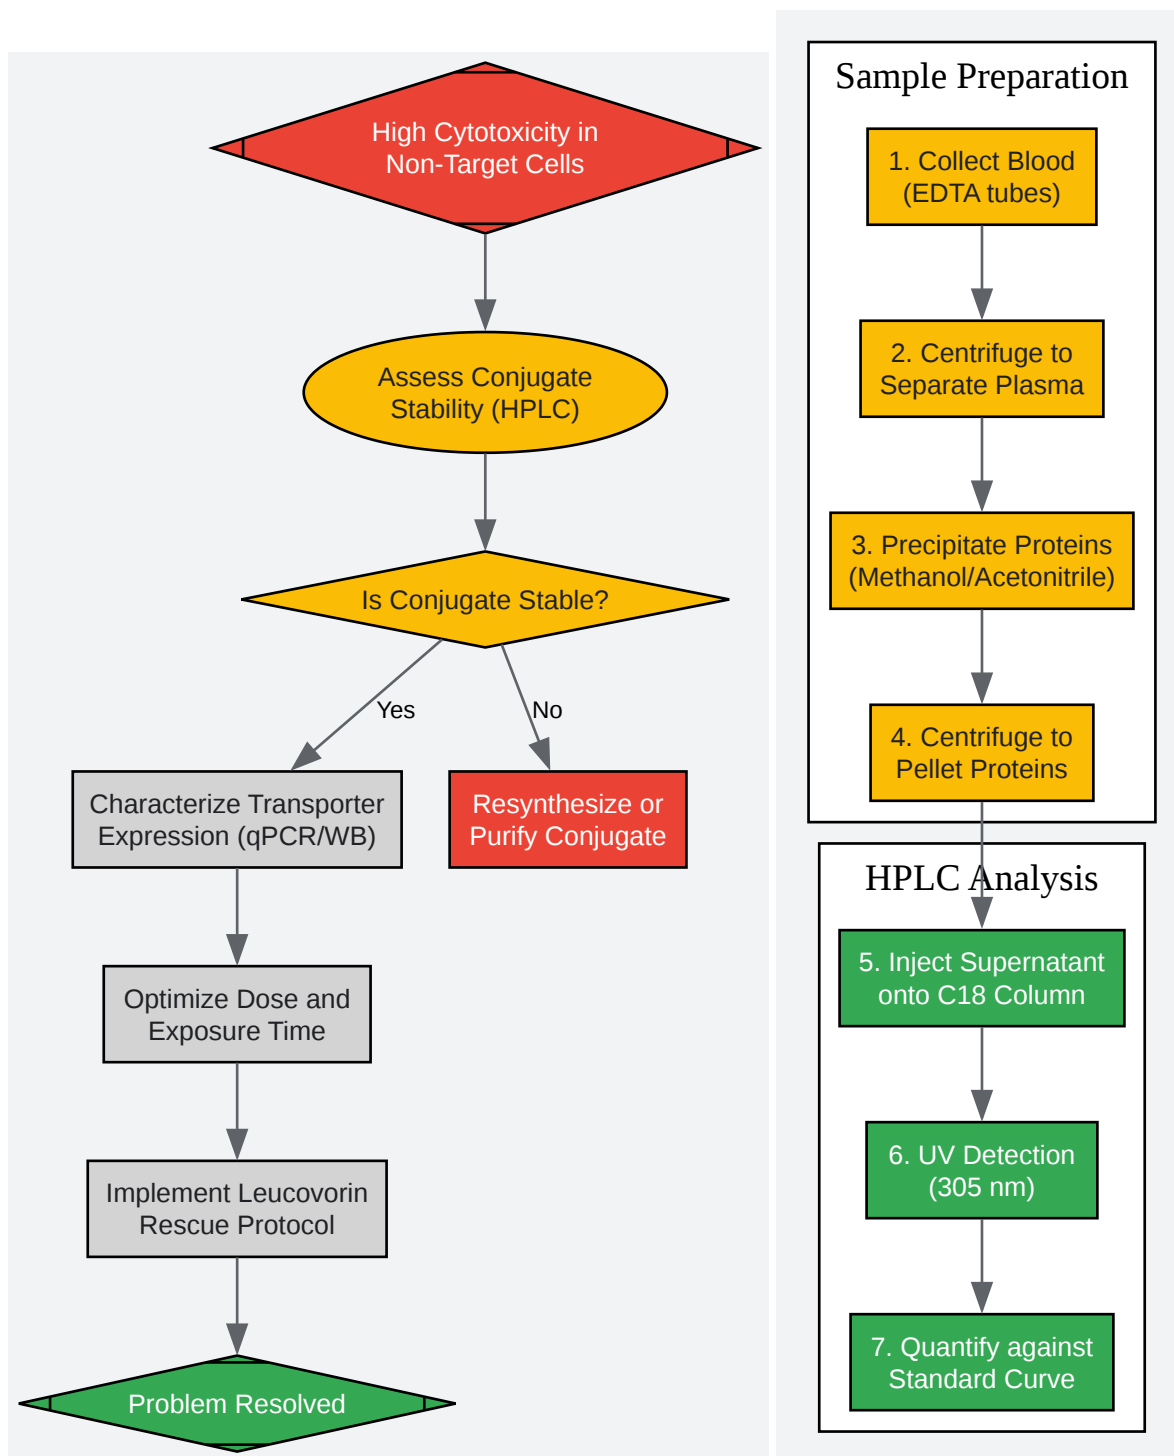 High Cytotoxicity in
Non-Target Cells
Assess Conjugate
Stability (HPLC)
Is Conjugate Stable?
Yes
No
Characterize Transporter
Expression (qPCR/WB)
Resynthesize or
Purify Conjugate
Optimize Dose and
Exposure Time
Implement Leucovorin
Rescue Protocol
Problem Resolved
Sample Preparation
1. Collect Blood
(EDTA tubes)
2. Centrifuge to
Separate Plasma
3. Precipitate Proteins
(Methanol/Acetonitrile)
4. Centrifuge to
Pellet Proteins
HPLC Analysis
5. Inject Supernatant
onto C18 Column
6. UV Detection
(305 nm)
7. Quantify against
Standard Curve